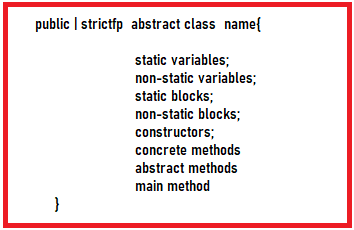 public | strictfp abstract class name{
static variables;
non-static variables;
static blocks;
non-static blocks;
constructors;
concrete methods
abstract methods
main method
}